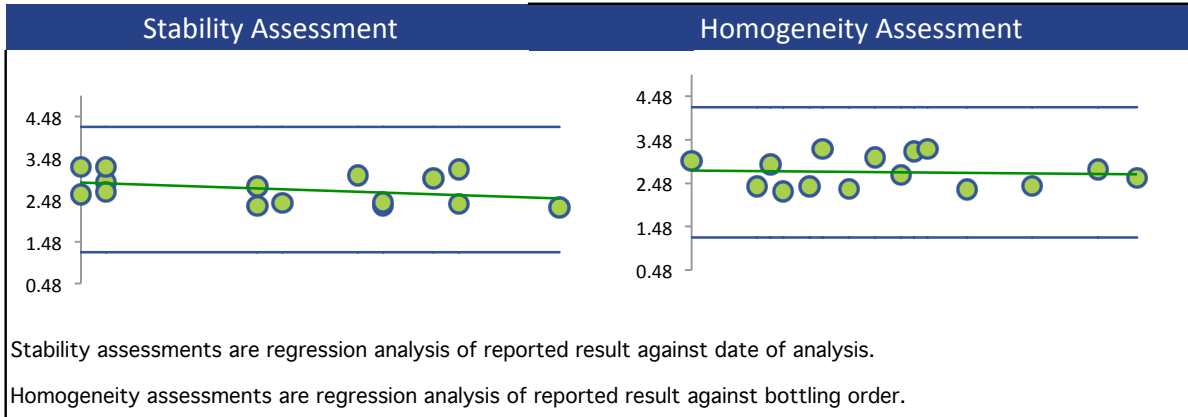 Stability Assessment
Homogeneity Assessment
4.48
3.48
2.48
1.48
0.48
4.48
3.48
2.48
1.48
0.48
Stability assessments are regression analysis of reported result against date of analysis.
Homogeneity assessments are regression analysis of reported result against bottling order.